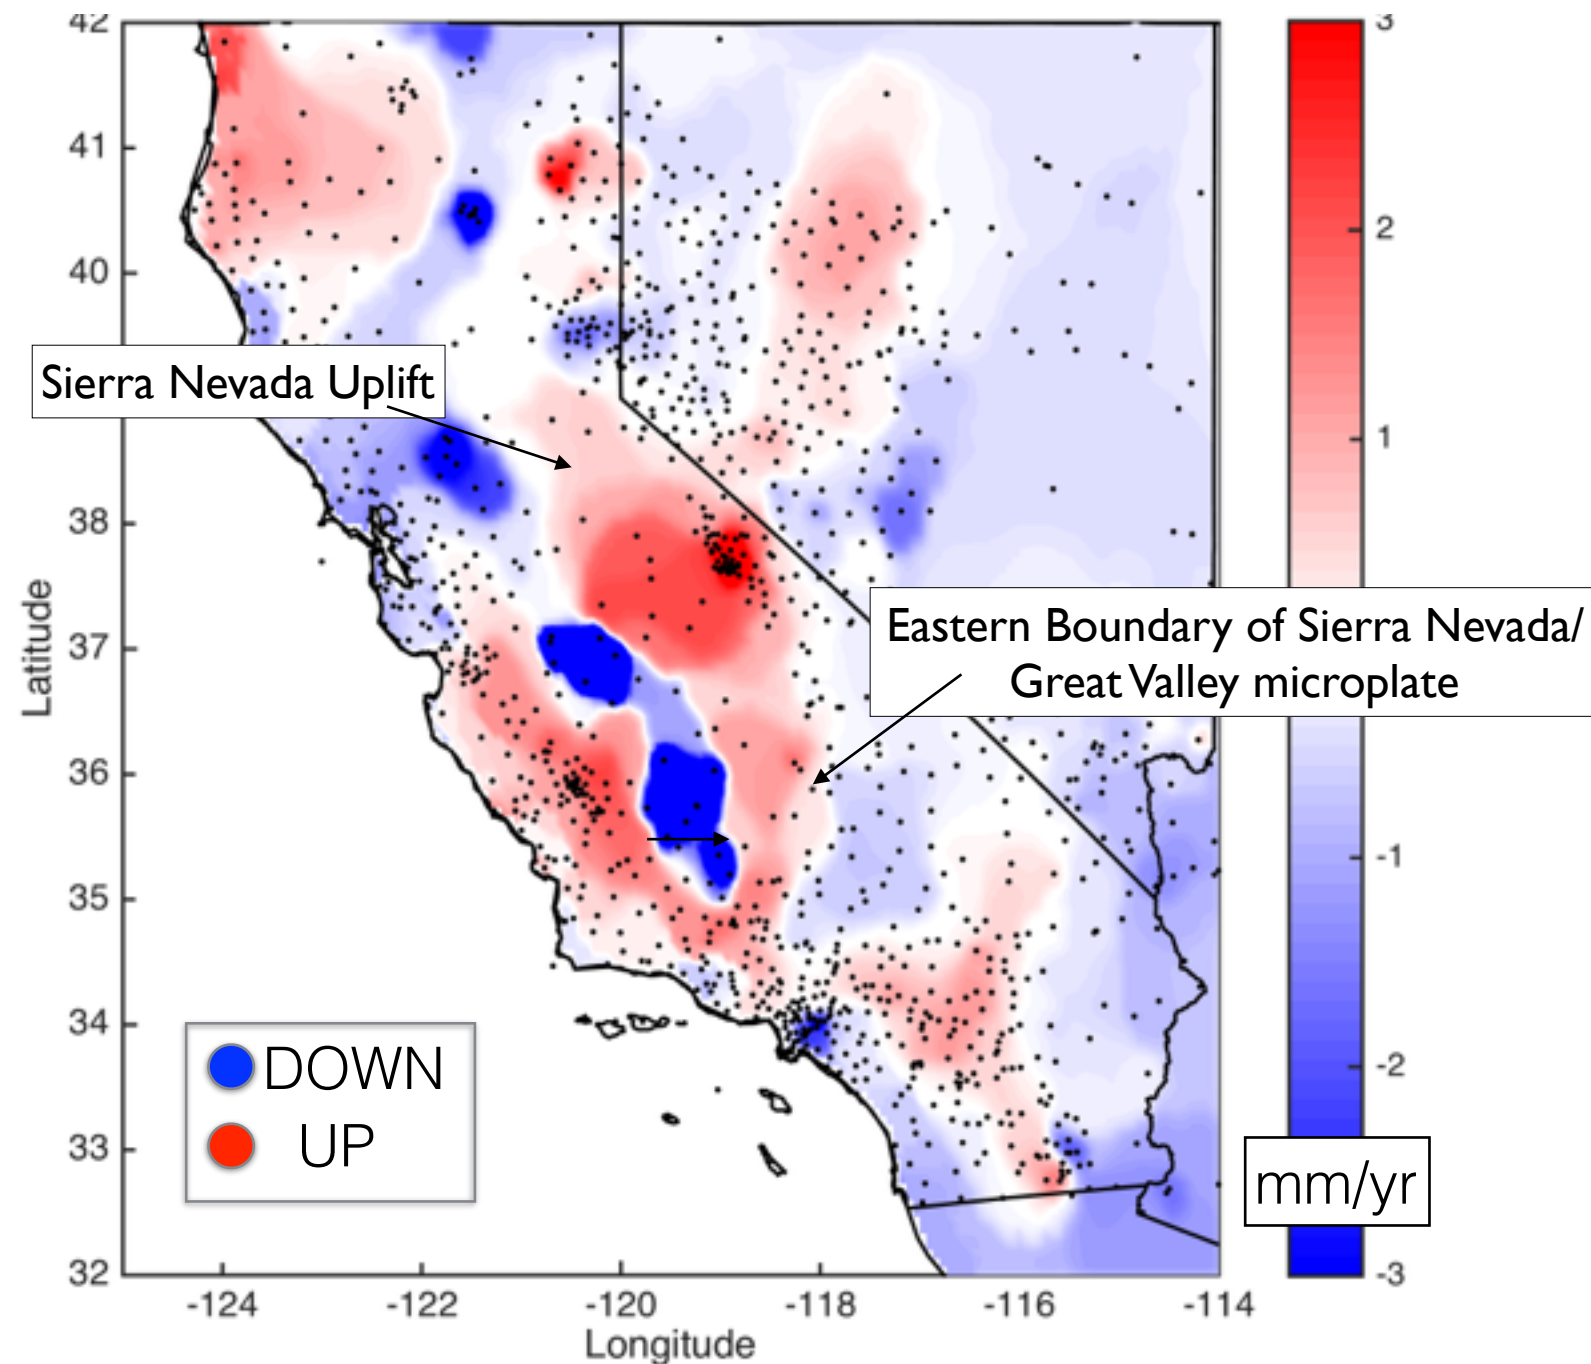 42
41
40
38
37
36
35
34
33
32
Latitude
-124
-122
-120
-118
-116
-114
Longitude
Sierra Nevada Uplift
Eastern Boundary of Sierra Nevada/
Great Valley microplate
DOWN
UP
3
2
1
-1
-2
-3
mm/yr